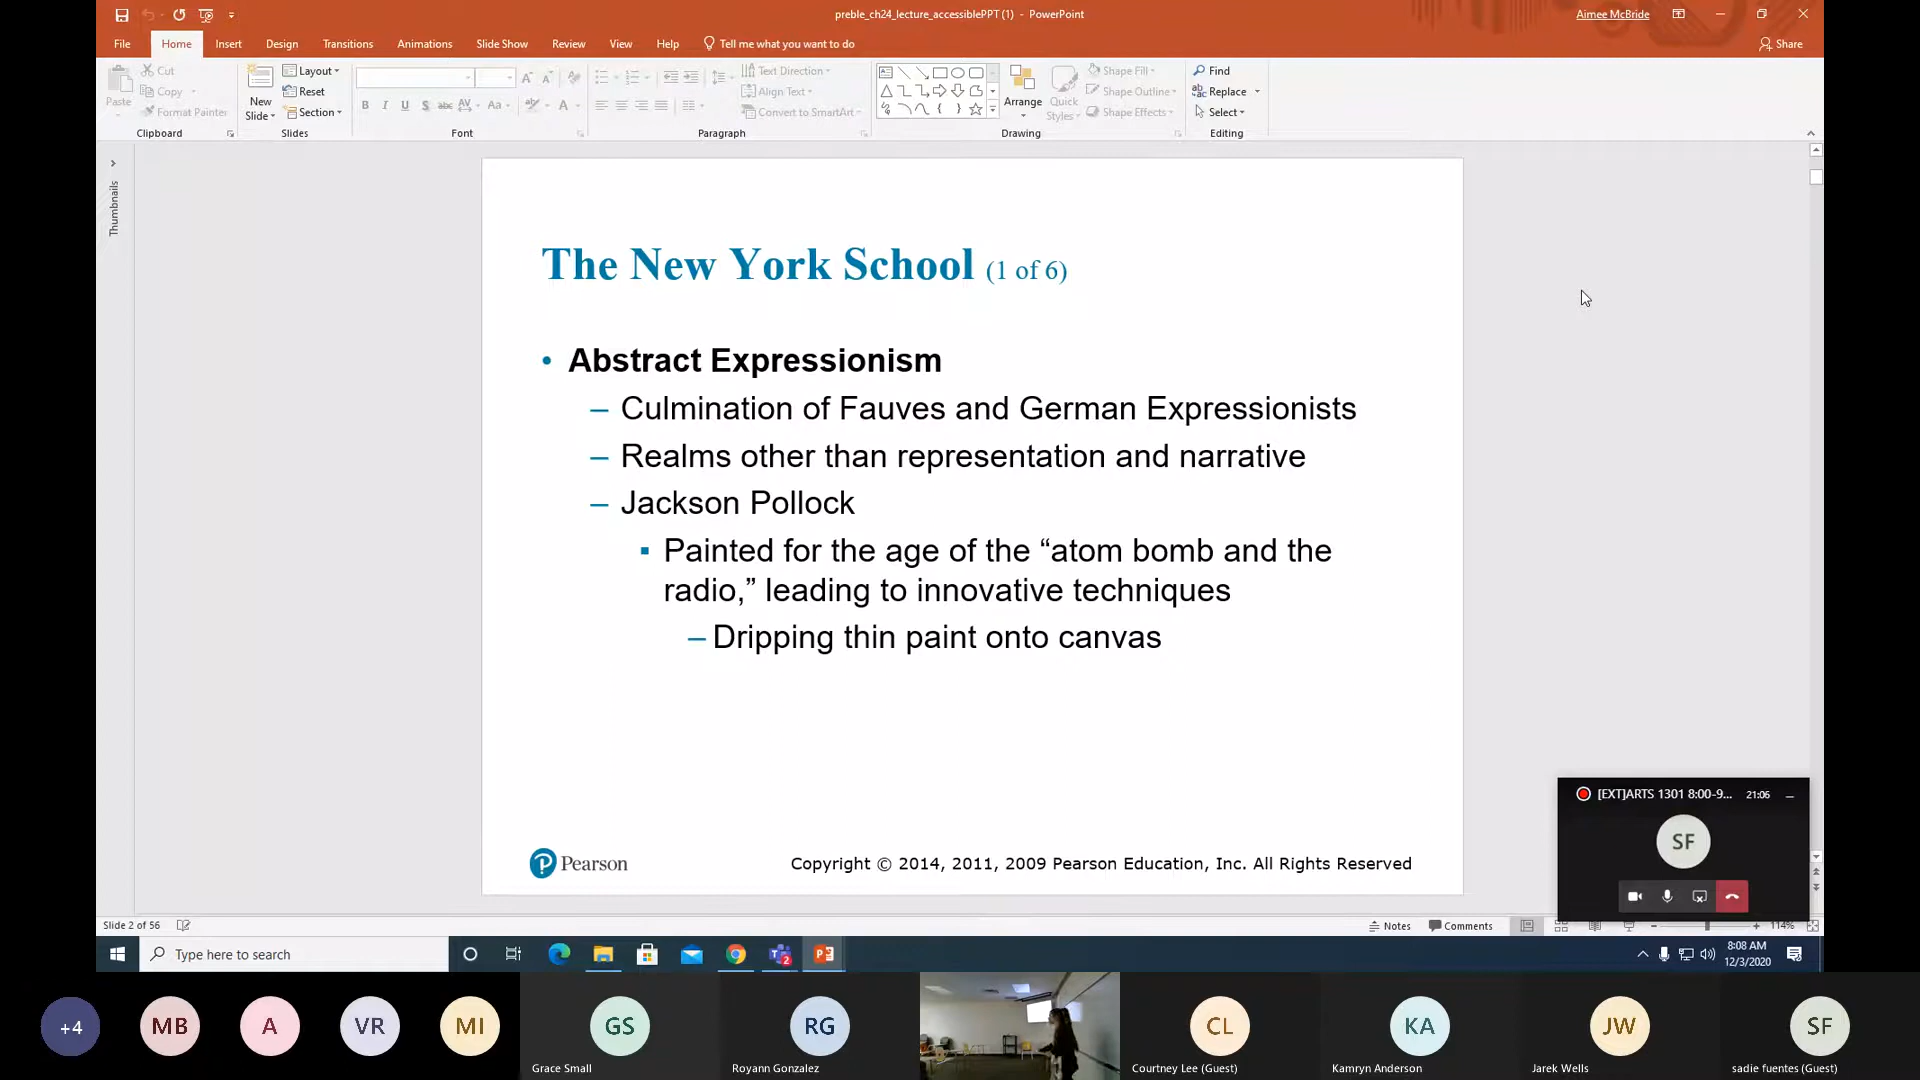 preble_ch24_lecture_accessiblePPT (1) - PowerPoint
Aimee McBride
File Home Insert Design Transitions Animations Slide Show Review View Help Tell me what you want to do
Share
Paste
Cut
Copy
Format Painter
Clipboard
New Slide
Layout
Reset
Section
Slides
Font
Text Direction
Align Text
Convert to SmartArt
Paragraph
Arrange
Quick Styles
Shape Fill
Shape Outline
Shape Effects
Drawing
Find
Replace
Select
Editing
Thumbnails
The New York School (1 of 6)
• Abstract Expressionism
– Culmination of Fauves and German Expressionists
– Realms other than representation and narrative
– Jackson Pollock
▪ Painted for the age of the “atom bomb and the
radio,” leading to innovative techniques
– Dripping thin paint onto canvas
Pearson
Copyright © 2014, 2011, 2009 Pearson Education, Inc. All Rights Reserved
[EXT]ARTS 1301 8:00-9... 21:06
SF
Slide 2 of 56
Notes
Comments
114%
Type here to search
8:08 AM
12/3/2020
+4 MB A VR MI GS RG CL KA JW SF
Grace Small
Royann Gonzalez
Courtney Lee (Guest)
Kamryn Anderson
Jarek Wells
sadie fuentes (Guest)